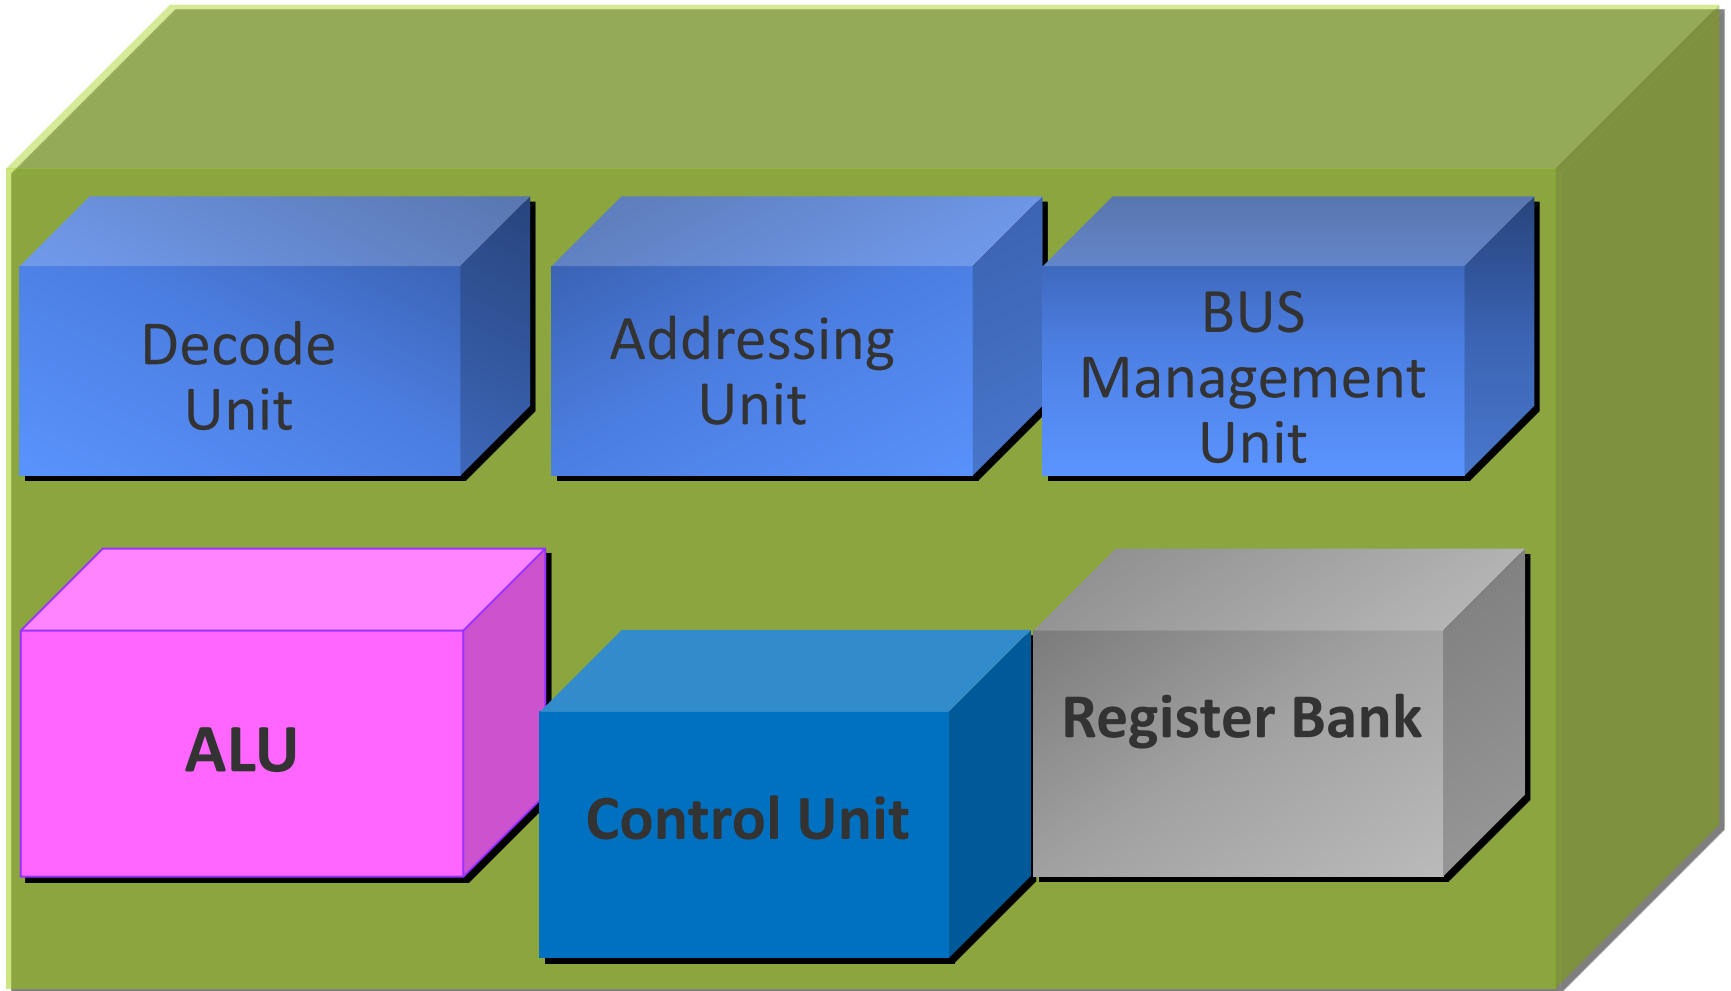 Decode
Unit
Addressing
Unit
BUS
Management
Unit
ALU
Control Unit
Register Bank